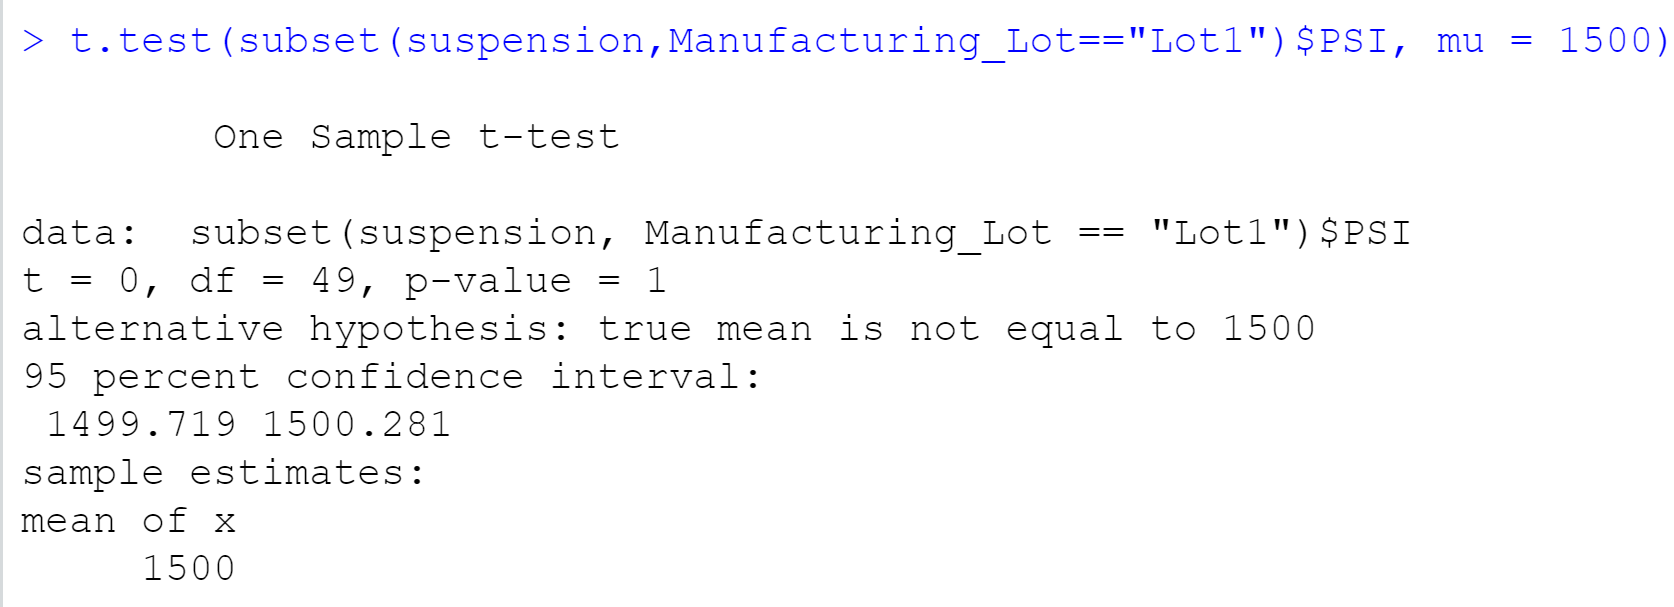 > t.test(subset(suspension,Manufacturing_Lot=="Lot1")$PSI, mu = 1500)
One Sample t-test
data:  subset(suspension, Manufacturing_Lot == "Lot1")$PSI
t = 0, df = 49, p-value = 1
alternative hypothesis: true mean is not equal to 1500
95 percent confidence interval:
1499.719 1500.281
sample estimates:
mean of x
1500